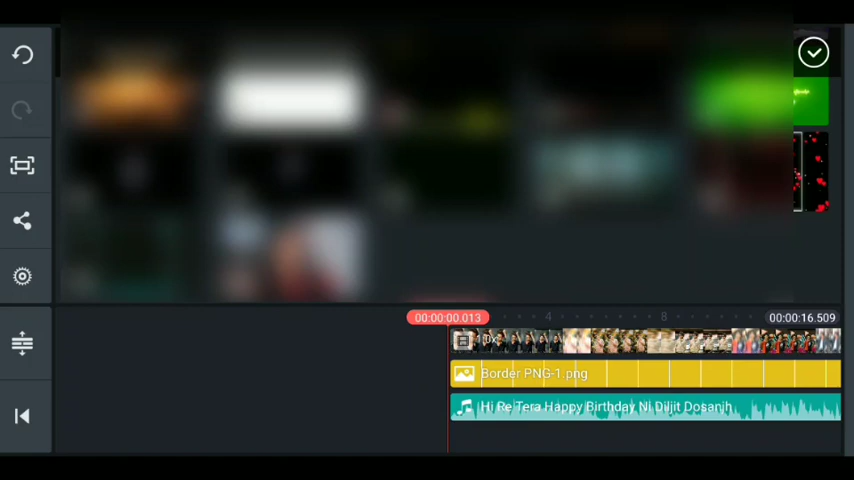 00:00:00.013
4
8
00:00:16.509
Border PNG-1.png
Hi Re Tera Happy Birthday Ni Diljit Dosanjh